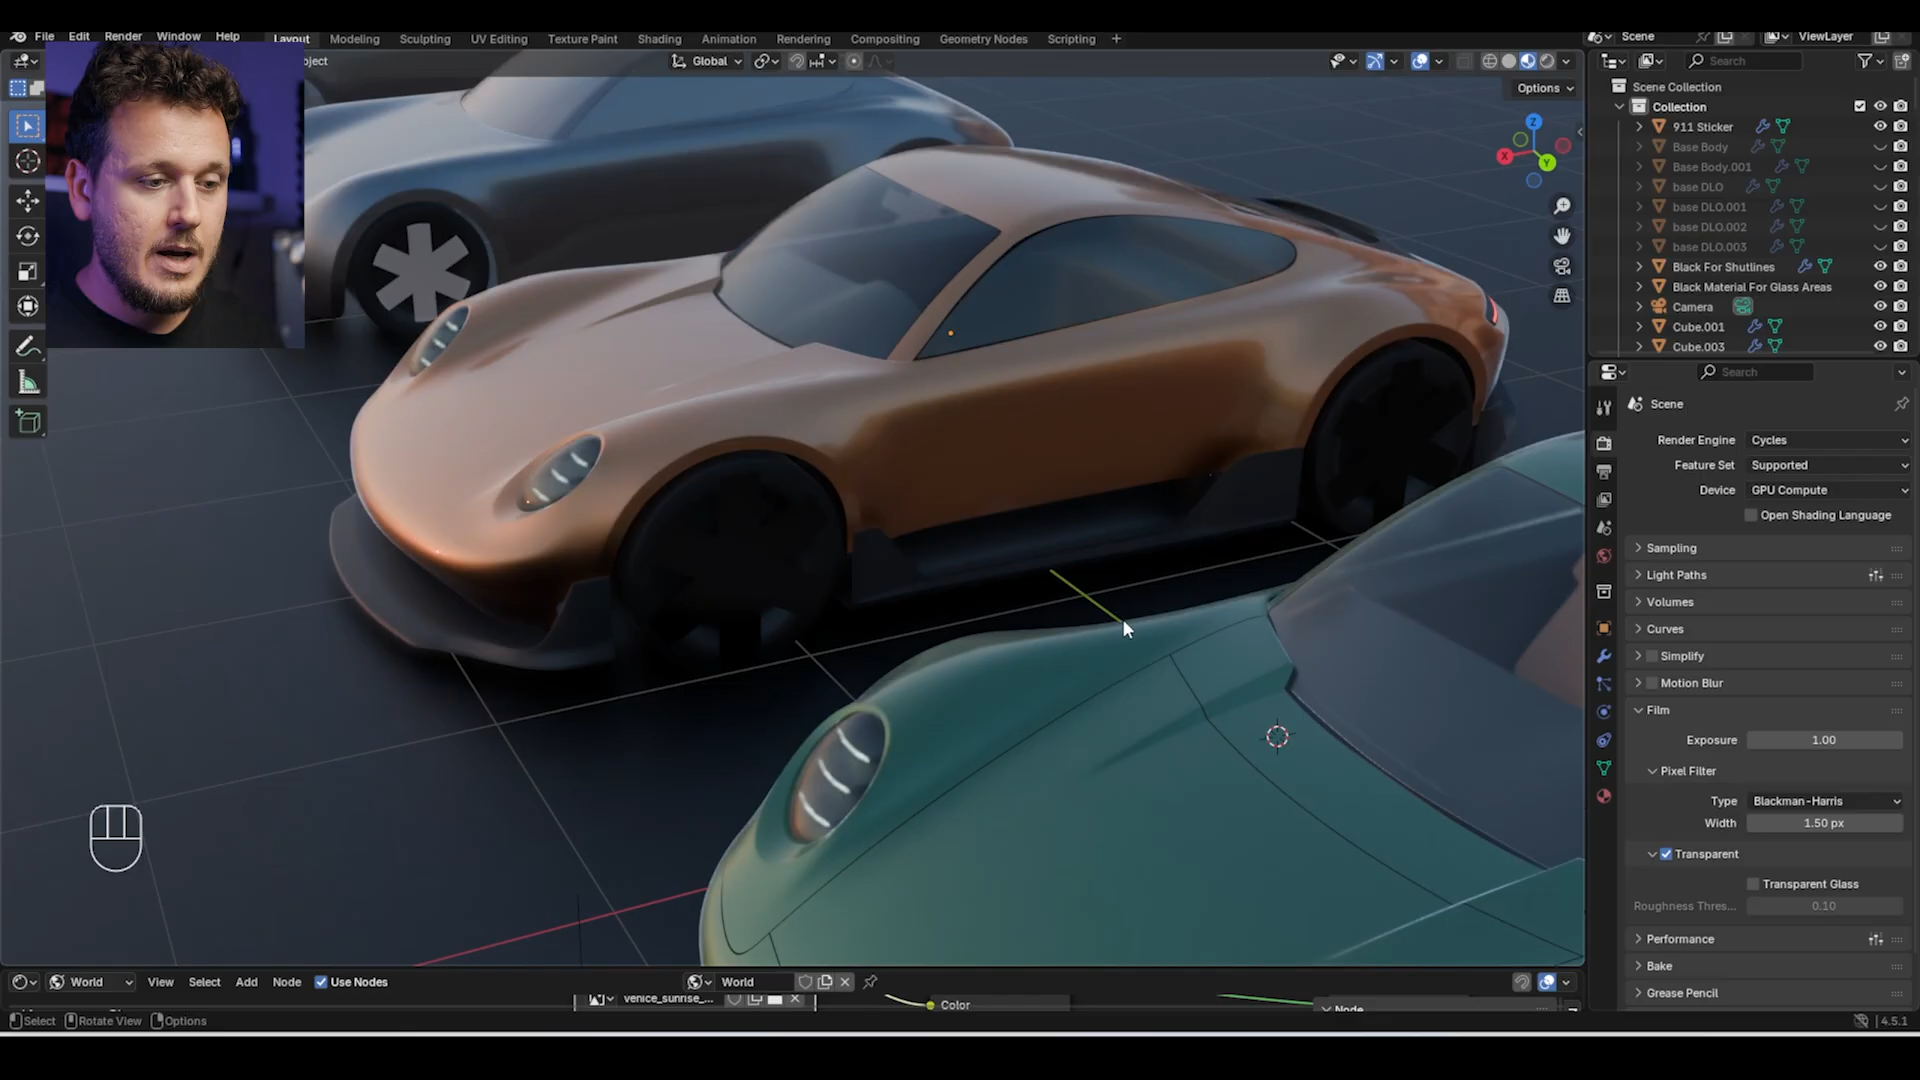 File Edit Render Window Help Layout Modeling Sculpting UV Editing Texture Paint Shading Animation Rendering Compositing Geometry Nodes Scripting + Scene ViewLayer
Global
Options
Z
X
Y
Search
Scene Collection
Collection
911 Sticker
Base Body
Base Body.001
base DLO
base DLO.001
base DLO.002
base DLO.003
Black For Shutlines
Black Material For Glass Areas
Camera
Cube.001
Cube.003
Search
Scene
Render Engine Cycles
Feature Set Supported
Device GPU Compute
Open Shading Language
Sampling
Light Paths
Volumes
Curves
Simplify
Motion Blur
Film
Exposure 1.00
Pixel Filter
Type Blackman-Harris
Width 1.50 px
Transparent
Transparent Glass
Roughness Thres... 0.10
Performance
Bake
Grease Pencil
World View Select Add Node Use Nodes World
venice_sunrise_... Color Node
Select Rotate View Options 4.5.1